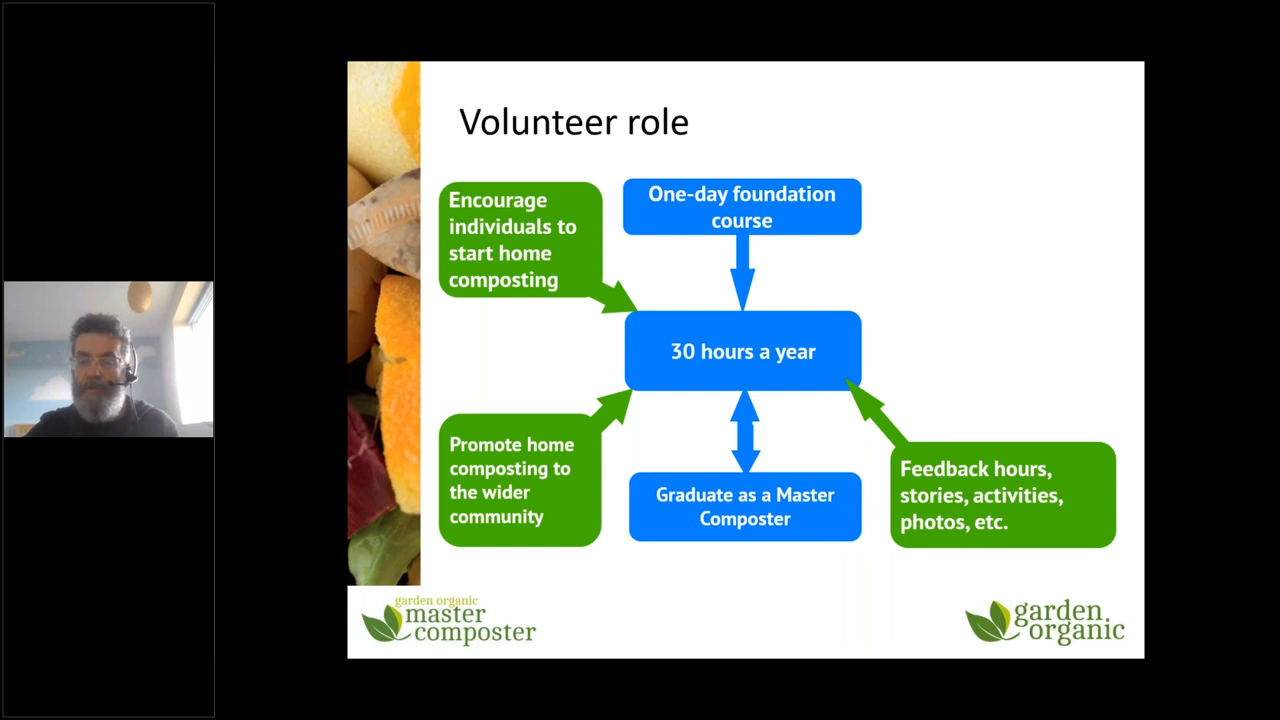 Volunteer role
Encourage
individuals to
start home
composting
One-day foundation
course
30 hours a year
Promote home
composting to
the wider
community
Graduate as a Master
Composter
Feedback hours,
stories, activities,
photos, etc.
garden organic
master
composter
garden
organic